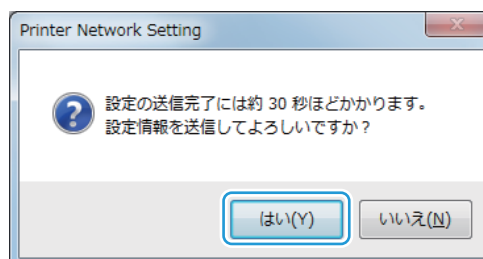 Printer Network Setting
設定の送信完了には約 30 秒ほどかかります。
設定情報を送信してよろしいですか？
はい(Y)
いいえ(N)